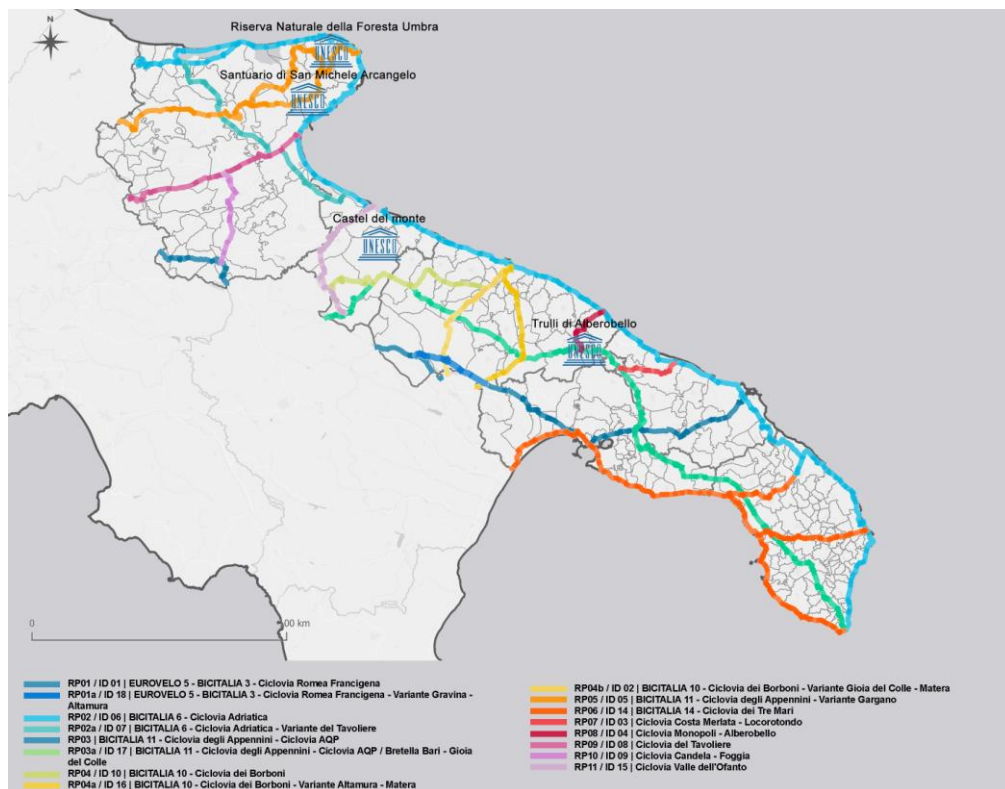 N
Riserva Naturale della Foresta Umbra
UNESCO
Santuario di San Michele Arcangelo
UNESCO
Castel del monte
UNESCO
Trulli di Alberobello
UNESCO
0
00 km
RP01 / ID 01 | EUROVELO 5 - BICITALIA 3 - Ciclovia Romea Francigena
RP01a / ID 18 | EUROVELO 5 - BICITALIA 3 - Ciclovia Romea Francigena - Variante Gravina -
Altamura
RP02 / ID 06 | BICITALIA 6 - Ciclovia Adriatica
RP02a / ID 07 | BICITALIA 6 - Ciclovia Adriatica - Variante del Tavoliere
RP03 | BICITALIA 11 - Ciclovia degli Appennini - Ciclovia AQP
RP03a / ID 17 | BICITALIA 11 - Ciclovia degli Appennini - Ciclovia AQP / Bretella Bari - Gioia
del Colle
RP04 / ID 10 | BICITALIA 10 - Ciclovia dei Borboni
RP04a / ID 16 | BICITALIA 10 - Ciclovia dei Borboni - Variante Altamura - Matera
RP04b / ID 02 | BICITALIA 10 - Ciclovia dei Borboni - Variante Gioia del Colle - Matera
RP05 / ID 05 | BICITALIA 11 - Ciclovia degli Appennini - Variante Gargano
RP06 / ID 14 | BICITALIA 14 - Ciclovia dei Tre Mari
RP07 / ID 03 | Ciclovia Costa Merlata - Locorotondo
RP08 / ID 04 | Ciclovia Monopoli - Alberobello
RP09 / ID 08 | Ciclovia del Tavoliere
RP10 / ID 09 | Ciclovia Candela - Foggia
RP11 / ID 15 | Ciclovia Valle dell'Ofanto